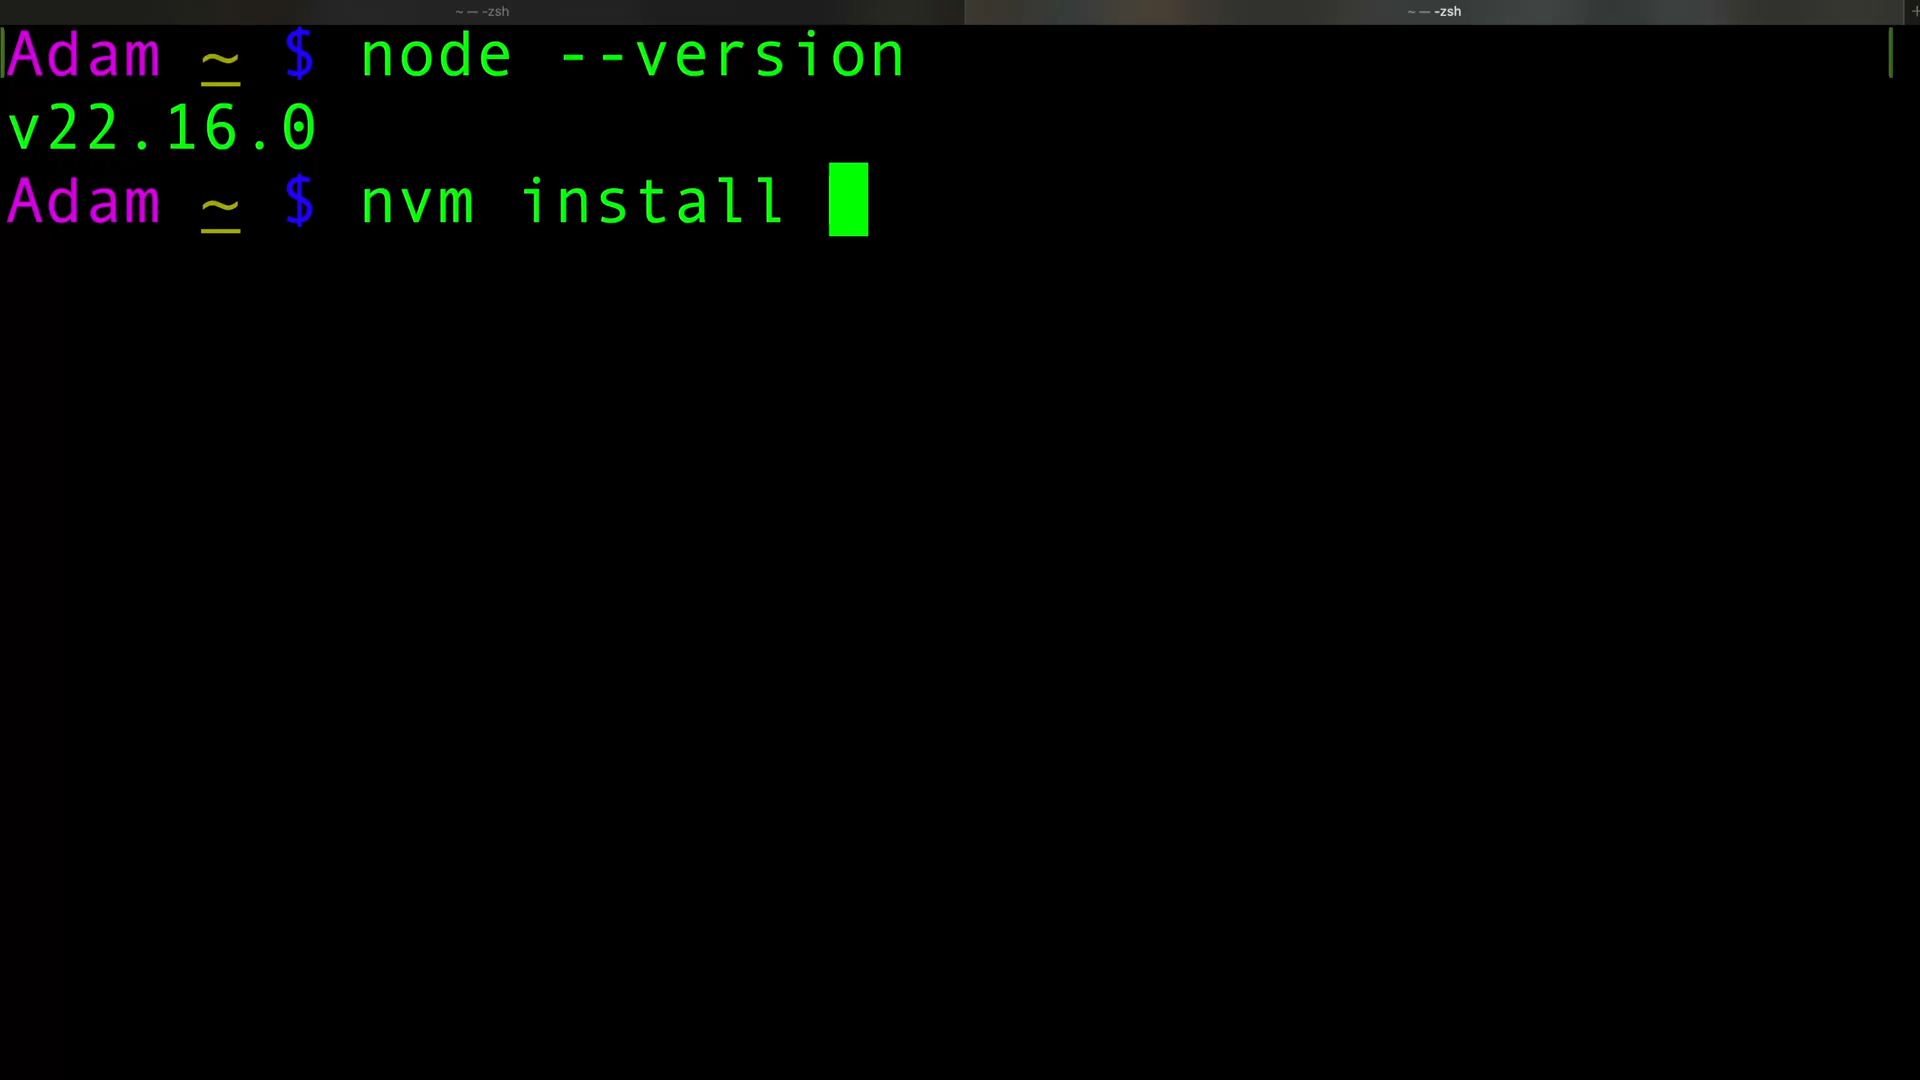 ~ — -zsh
~ — -zsh
+
Adam ~ $ node --version
v22.16.0
Adam ~ $ nvm install